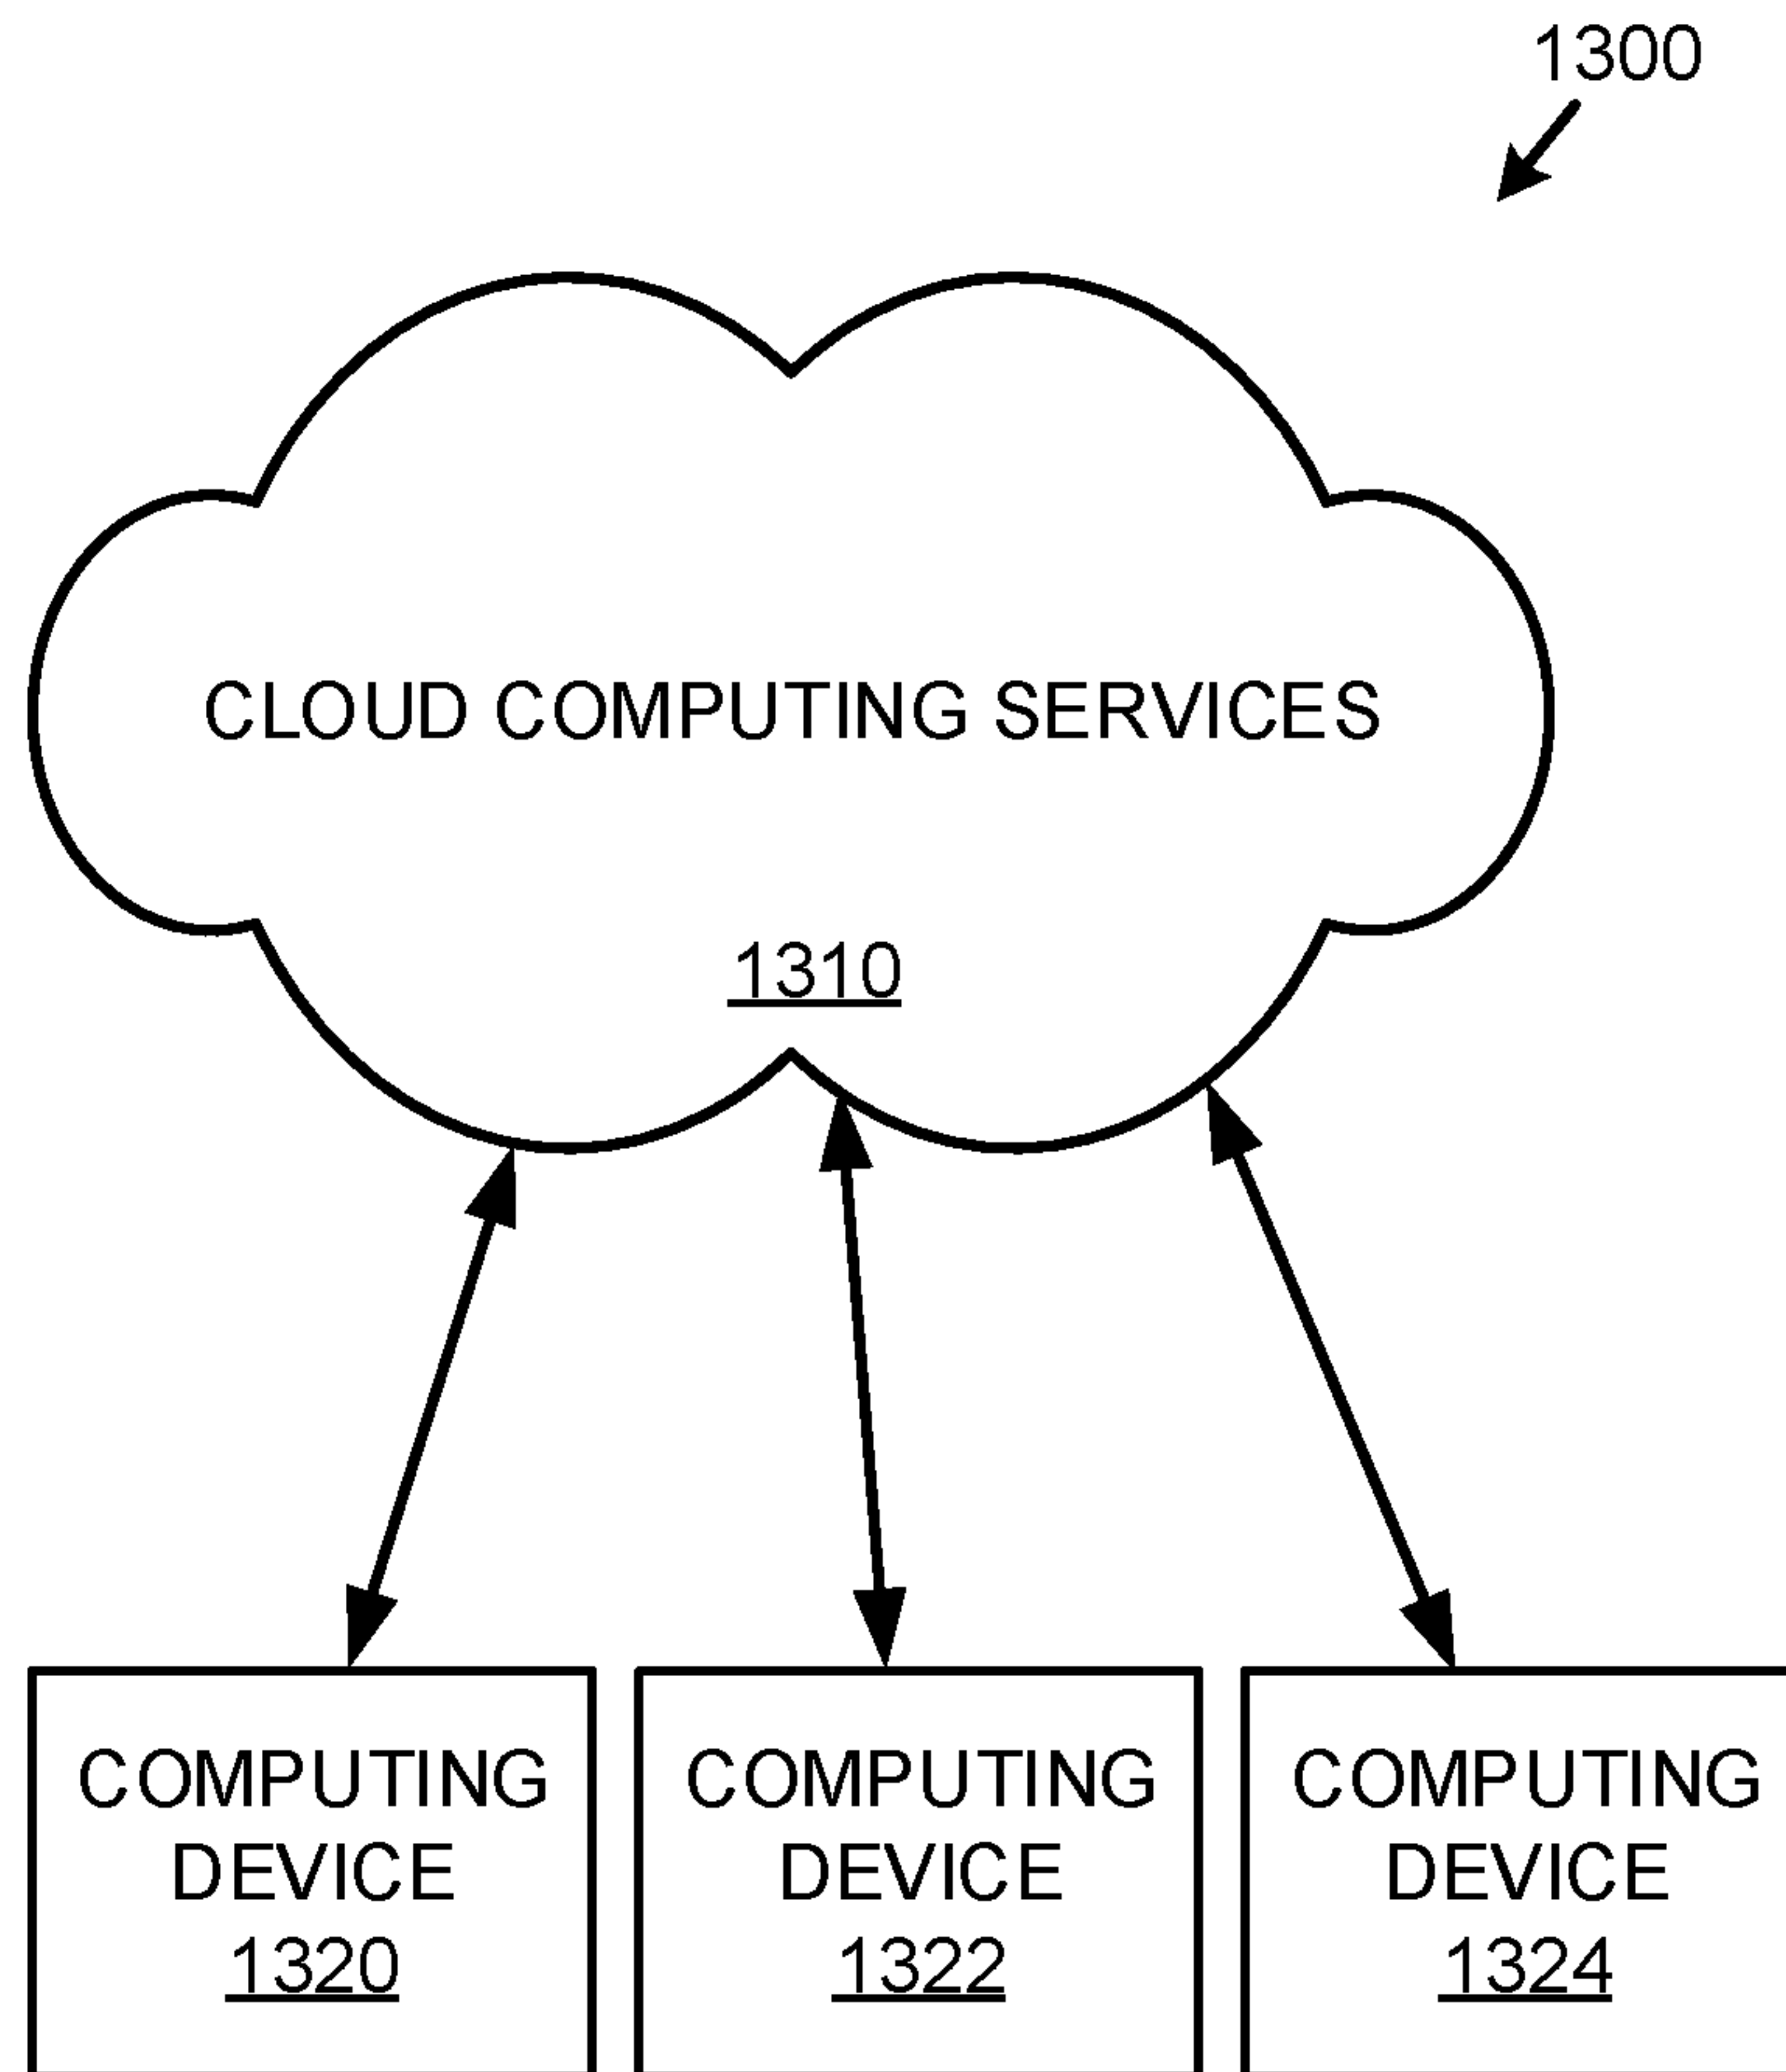 1300
CLOUD COMPUTING SERVICES
1310
COMPUTING
DEVICE
1320
COMPUTING
DEVICE
1322
COMPUTING
DEVICE
1324